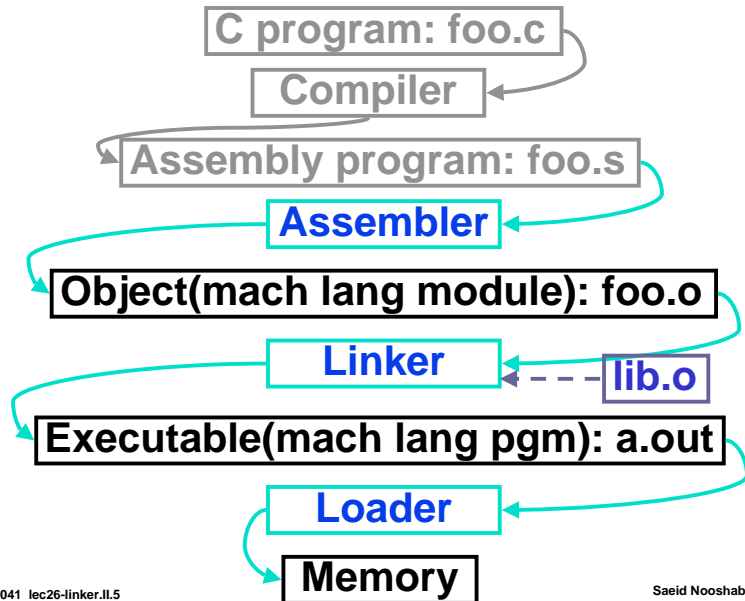 C program: foo.c
Compiler
Assembly program: foo.s
Assembler
Object(mach lang module): foo.o
Linker
lib.o
Executable(mach lang pgm): a.out
Loader
Memory
041 lec26-linker.II.5
Saeid Nooshab